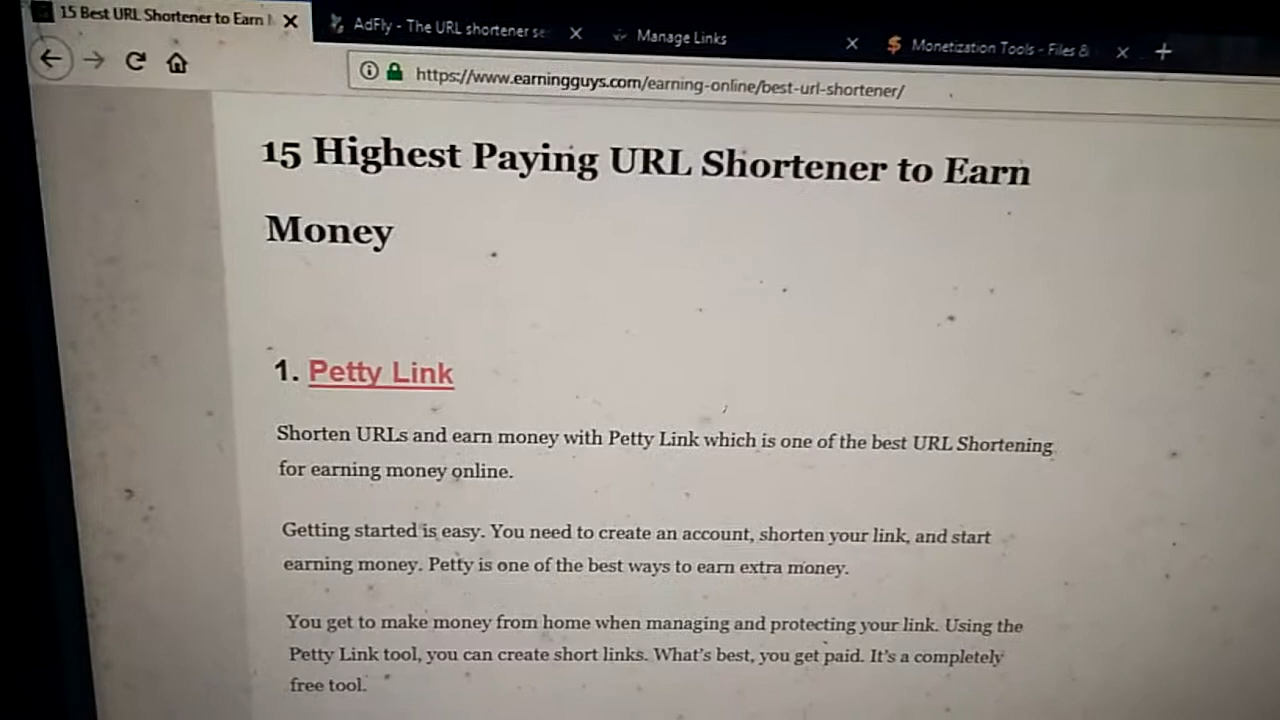 15 Best URL Shortener to Earn
AdFly - The URL shortener se
Manage Links
Monetization Tools - Files &
https://www.earningguys.com/earning-online/best-url-shortener/
15 Highest Paying URL Shortener to Earn
Money
1. Petty Link
Shorten URLs and earn money with Petty Link which is one of the best URL Shortening
for earning money online.
Getting started is easy. You need to create an account, shorten your link, and start
earning money. Petty is one of the best ways to earn extra money.
You get to make money from home when managing and protecting your link. Using the
Petty Link tool, you can create short links. What's best, you get paid. It's a completely
free tool.